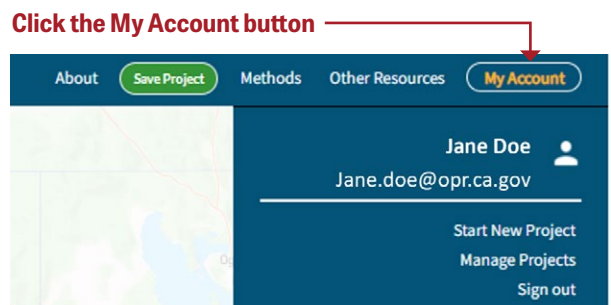 Click the My Account button
About Save Project Methods Other Resources My Account
Jane Doe
Jane.doe@opr.ca.gov
Start New Project
Manage Projects
Sign out